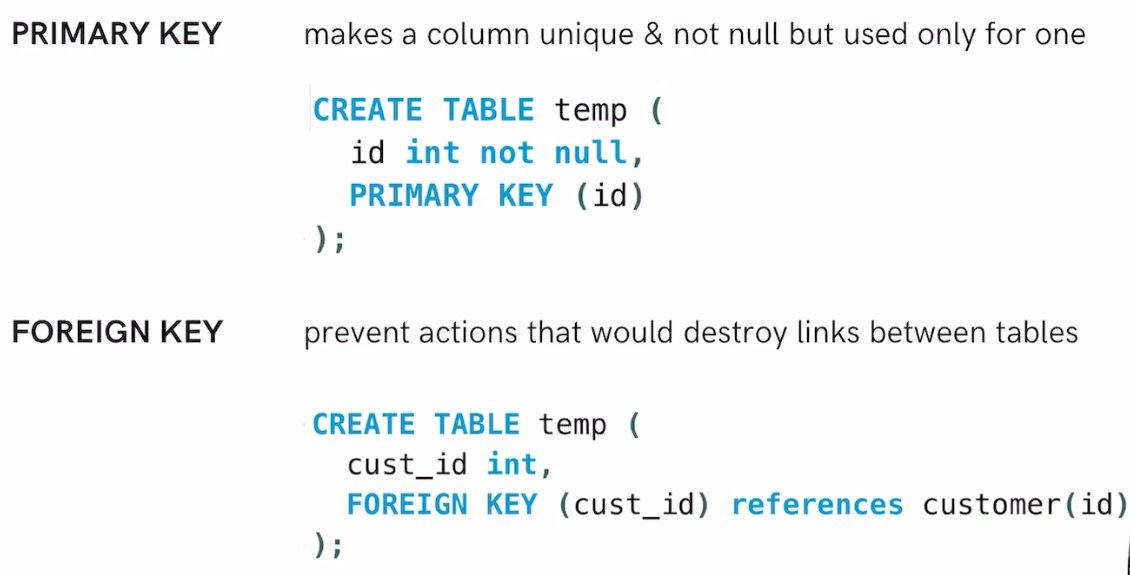 PRIMARY KEY makes a column unique & not null but used only for one
CREATE TABLE temp (
id int not null,
PRIMARY KEY (id)
);
FOREIGN KEY prevent actions that would destroy links between tables
CREATE TABLE temp (
cust_id int,
FOREIGN KEY (cust_id) references customer(id)
);